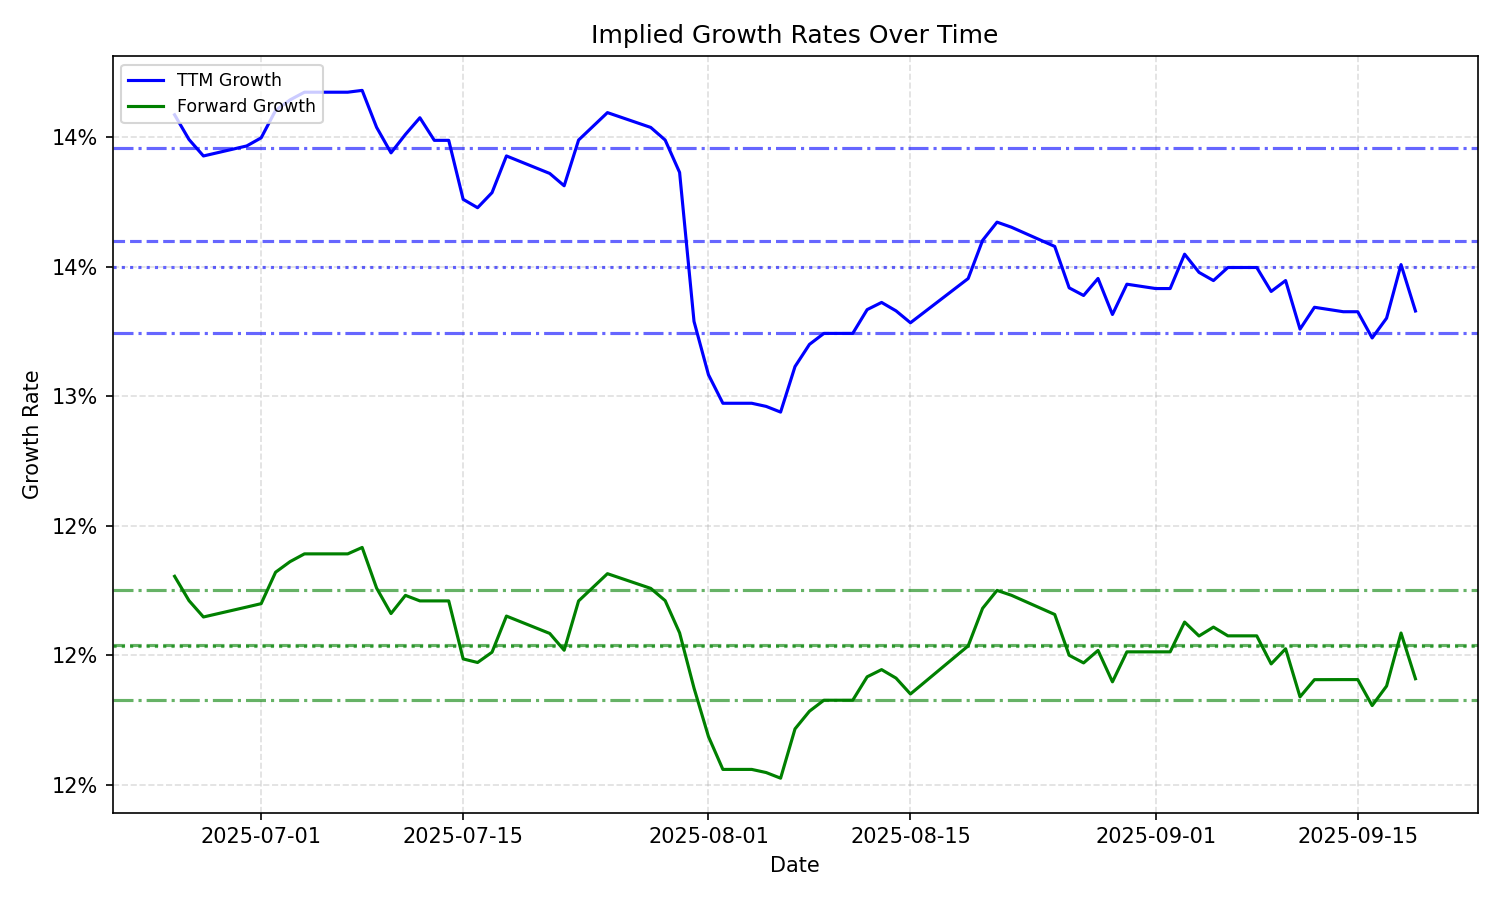 Implied Growth Rates Over Time
TTM Growth
Forward Growth
14%
14%
13%
12%
12%
12%
Growth Rate
2025-07-01 2025-07-15 2025-08-01 2025-08-15 2025-09-01 2025-09-15
Date